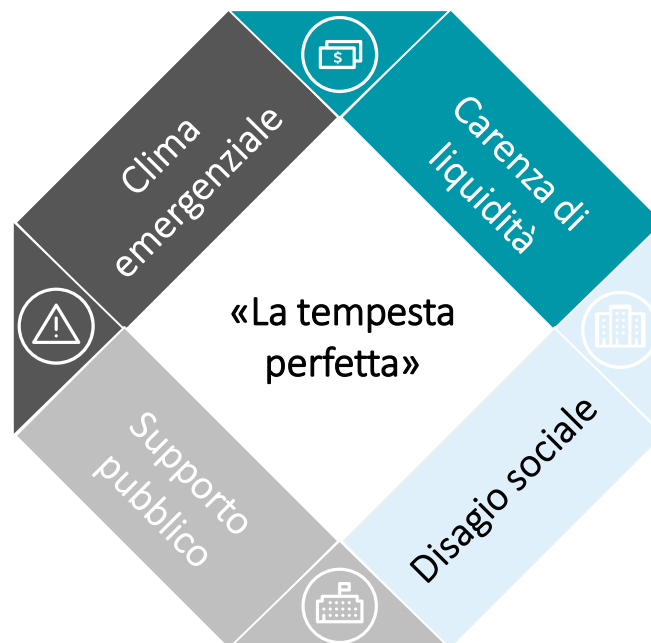 $
Clima
emergenziale
Carenza di
liquidità
«La tempesta
perfetta»
Supporto
pubblico
Disagio sociale